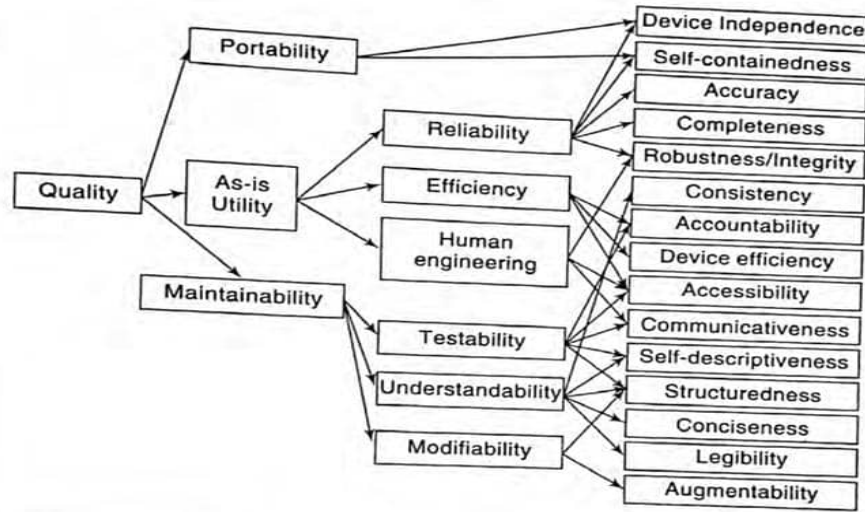 Quality
Portability
As-is
Utility
Maintainability
Reliability
Efficiency
Human
engineering
Testability
Understandability
Modifiability
Device Independence
Self-containedness
Accuracy
Completeness
Robustness/Integrity
Consistency
Accountability
Device efficiency
Accessibility
Communicativeness
Self-descriptiveness
Structuredness
Conciseness
Legibility
Augmentability